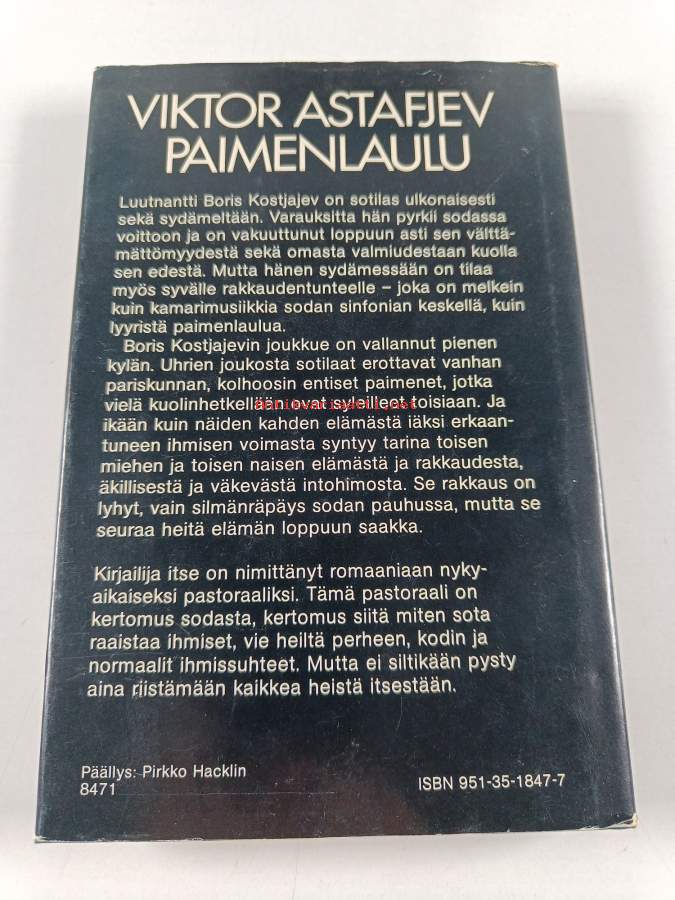 VIKTOR ASTAFJEV
PAIMENLAULU
Luutnantti Boris Kostjajev on sotilas ulkonaisesti
sekä sydämeltään. Varauksitta hän pyrkii sodassa
voittoon ja on vakuuttunut loppuun asti sen välttä-
mättömyydestä sekä omasta valmiudestaan kuolla
sen edestä. Mutta hänen sydämessään on tilaa
myös syvälle rakkaudentunteelle – joka on melkein
kuin kamarimusiikkia sodan sinfonian keskellä, kuin
lyyristä paimenlaulua.
Boris Kostjajevin joukkue on vallannut pienen
kylän. Uhrien joukosta sotilaat erottavat vanhan
pariskunnan, kolhoosin entiset paimenet, jotka
vielä kuolinhetkellään ovat syleilleet toisiaan. Ja
Antikvariaatti.net
ikään kuin näiden kahden elämästä iäksi erkaan-
tuneen ihmisen voimasta syntyy tarina toisen
miehen ja toisen naisen elämästä ja rakkaudesta,
äkillisestä ja väkevästä intohimosta. Se rakkaus on
lyhyt, vain silmänräpäys sodan pauhussa, mutta se
seuraa heitä elämän loppuun saakka.
Kirjailija itse on nimittänyt romaaniaan nyky-
aikaiseksi pastoraaliksi. Tämä pastoraali on
kertomus sodasta, kertomus siitä miten sota
raaistaa ihmiset, vie heiltä perheen, kodin ja
normaalit ihmissuhteet. Mutta ei siltikään pysty
aina riistämään kaikkea heistä itsestään.
Päällys: Pirkko Hacklin
8471
ISBN 951-35-1847-7